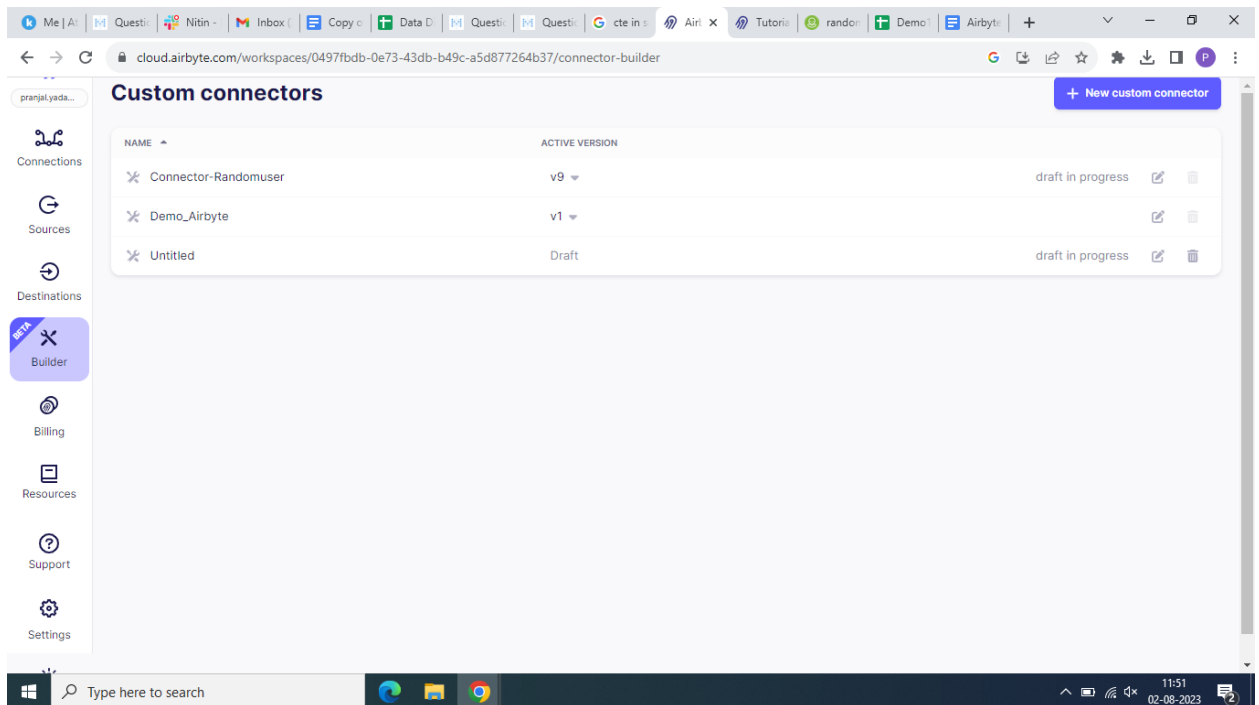 Me | At Questic Nitin - Inbox ( Copy o Data D Questic Questic cte in s Airl Tutoria randon Demo1 Airbyte
cloud.airbyte.com/workspaces/0497fbdb-0e73-43db-b49c-a5d877264b37/connector-builder P
pranjal.yada... Custom connectors + New custom connector
NAME ACTIVE VERSION
Connections
Connector-Randomuser v9 draft in progress
Demo_Airbyte v1
Sources
Untitled Draft draft in progress
Destinations
BETA
Builder
Billing
Resources
Support
Settings
Type here to search
11:51
02-08-2023
2